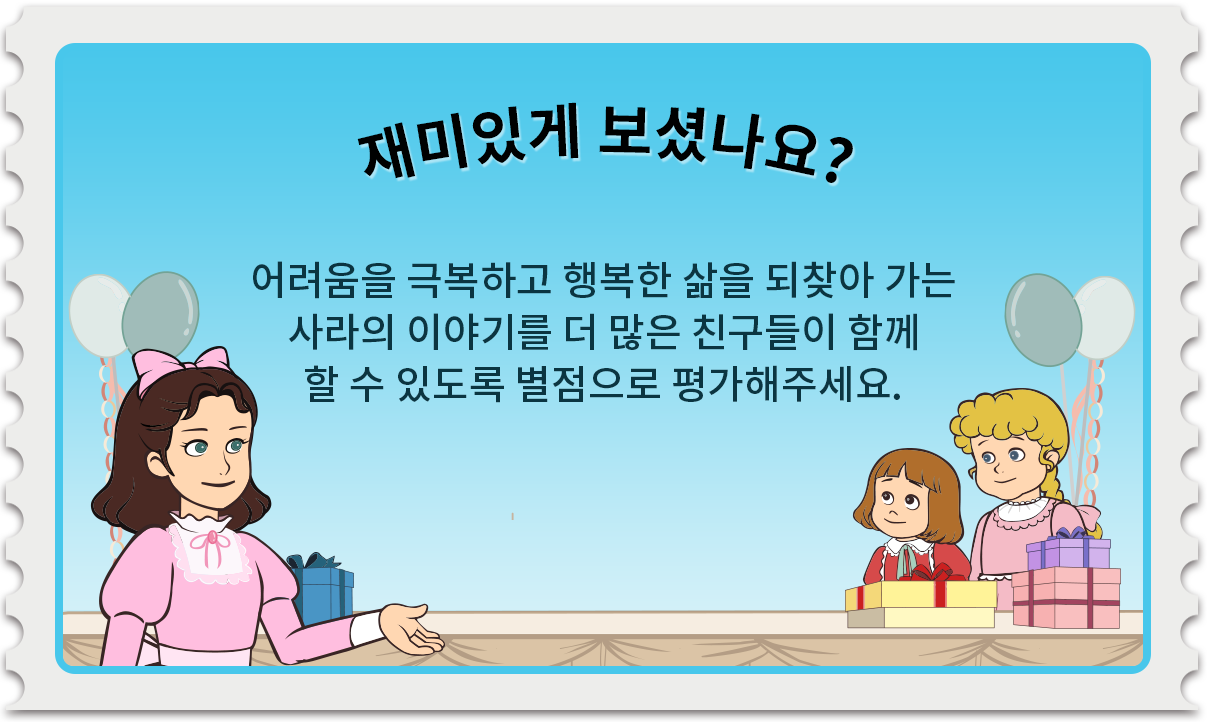 재미있게 보셨나요?
어려움을 극복하고 행복한 삶을 되찾아 가는
사라의 이야기를 더 많은 친구들이 함께
할 수 있도록 별점으로 평가해주세요.